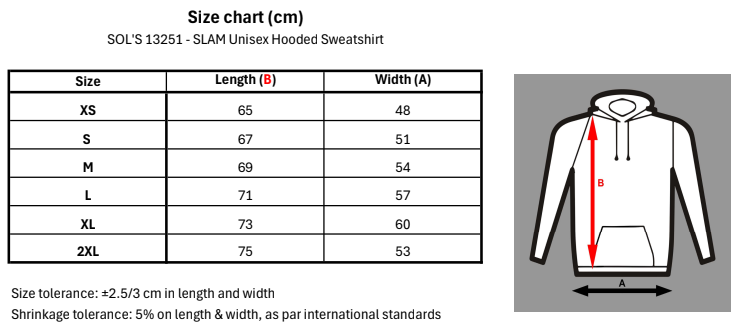 Size chart (cm)
SOL'S 13251 - SLAM Unisex Hooded Sweatshirt
Size Length (B) Width (A)
XS 65 48
S 67 51
M 69 54
L 71 57
XL 73 60
2XL 75 53
B
A
Size tolerance: ±2.5/3 cm in length and width
Shrinkage tolerance: 5% on length & width, as par international standards